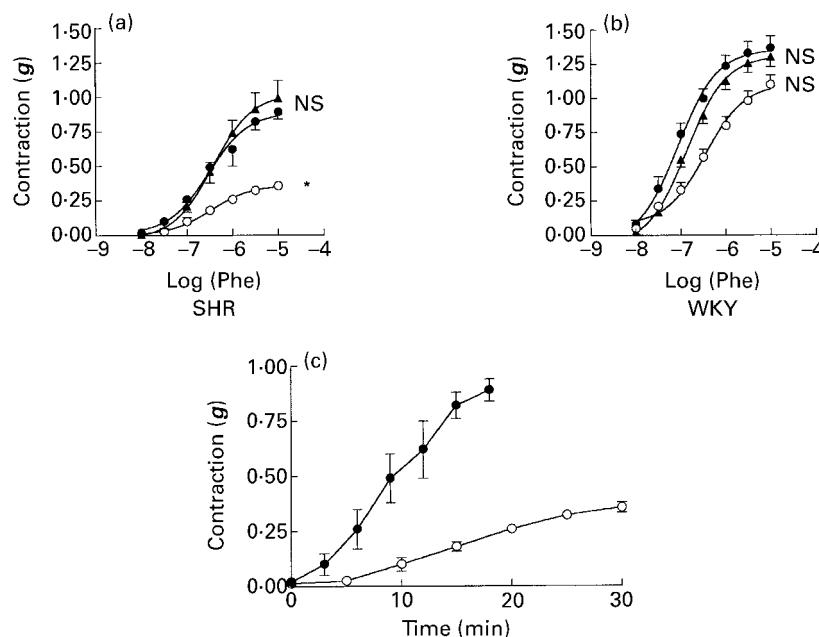 (a)
1·50
1·25
1·00
0·75
0·50
0·25
0·00
Contraction (g)
NS
*
−9 −8 −7 −6 −5 −4
Log (Phe)
SHR
(b)
1·50
1·25
1·00
0·75
0·50
0·25
0·00
Contraction (g)
NS
NS
−9 −8 −7 −6 −5 −4
Log (Phe)
WKY
(c)
1·00
0·75
0·50
0·25
0·00
Contraction (g)
0 10 20 30
Time (min)